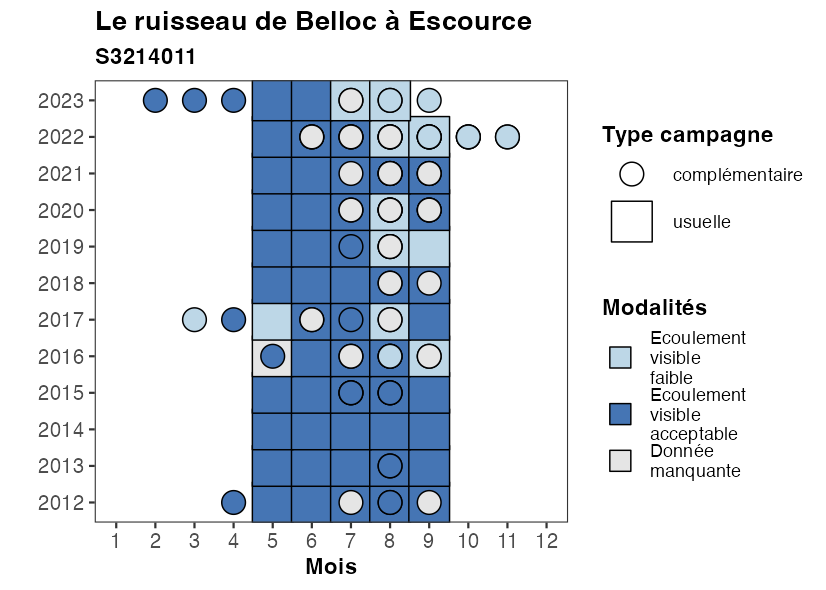 Le ruisseau de Belloc à Escource
S3214011
2023
2022
2021
2020
2019
2018
2017
2016
2015
2014
2013
2012
1 2 3 4 5 6 7 8 9 10 11 12
Mois
Type campagne
complémentaire
usuelle
Modalités
Ecoulement
visible
faible
Ecoulement
visible
acceptable
Donnée
manquante